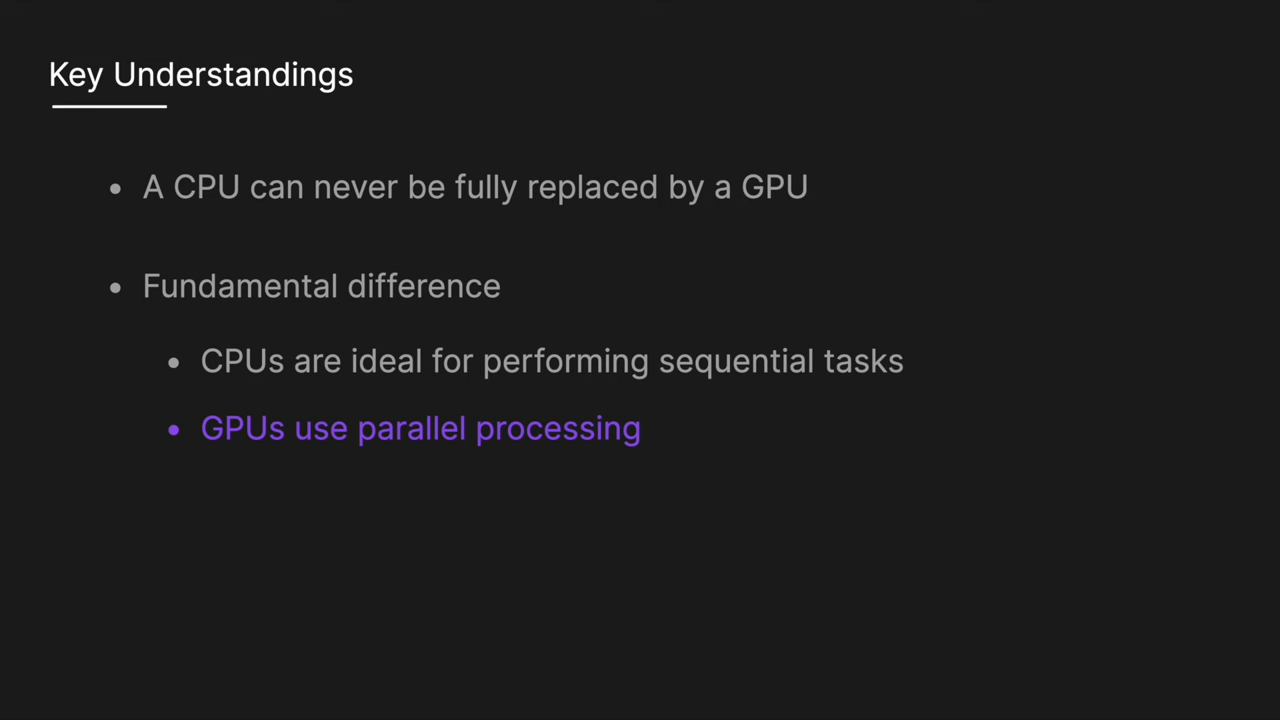 Key Understandings
• A CPU can never be fully replaced by a GPU
• Fundamental difference
• CPUs are ideal for performing sequential tasks
• GPUs use parallel processing